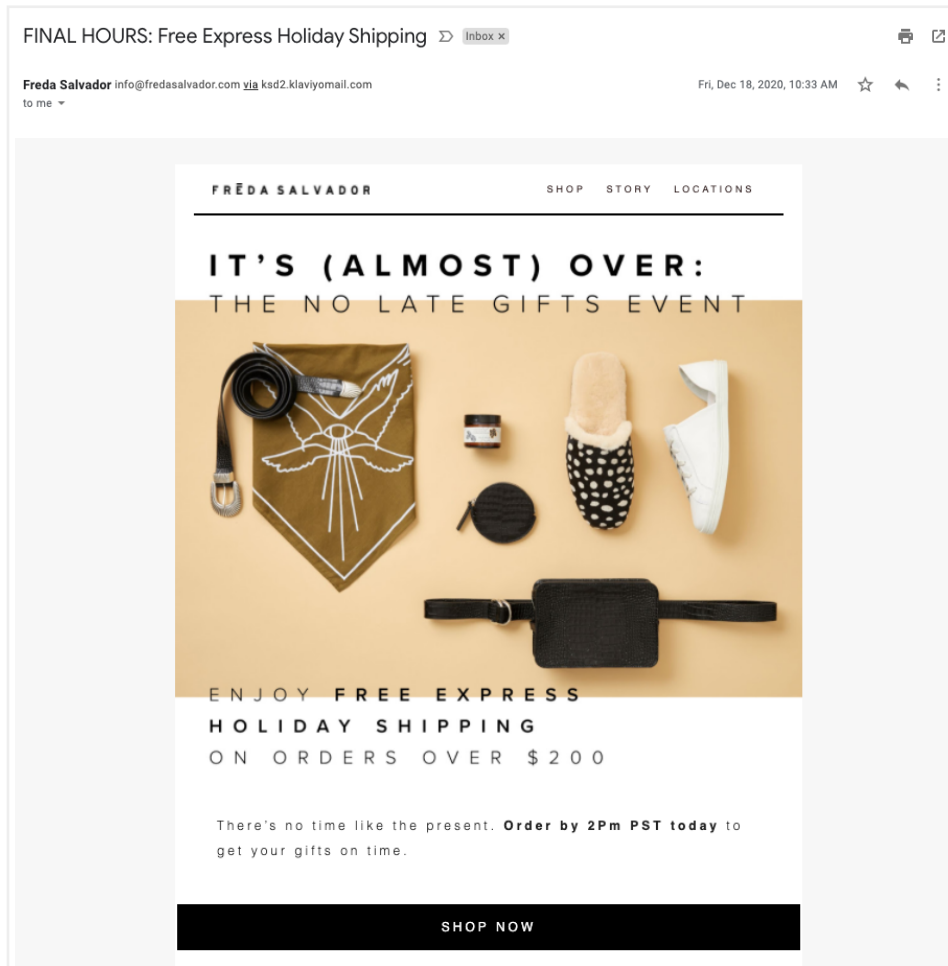 FINAL HOURS: Free Express Holiday Shipping Inbox ×
Freda Salvador info@fredasalvador.com via ksd2.klaviyomail.com Fri, Dec 18, 2020, 10:33 AM
to me
FRĒDA SALVADOR SHOP STORY LOCATIONS
IT'S (ALMOST) OVER:
THE NO LATE GIFTS EVENT
ENJOY FREE EXPRESS
HOLIDAY SHIPPING
ON ORDERS OVER $200
There's no time like the present. Order by 2Pm PST today to
get your gifts on time.
SHOP NOW